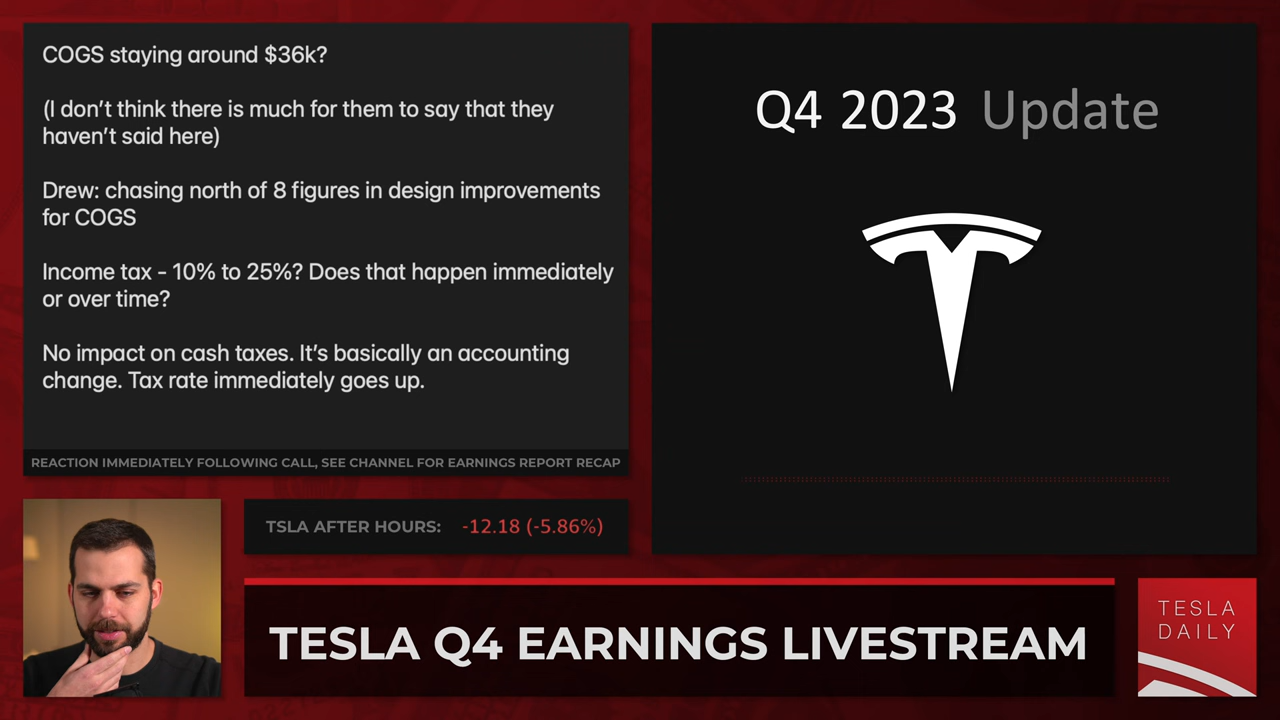 COGS staying around $36k?
(I don’t think there is much for them to say that they
haven’t said here)
Drew: chasing north of 8 figures in design improvements
for COGS
Income tax - 10% to 25%? Does that happen immediately
or over time?
No impact on cash taxes. It’s basically an accounting
change. Tax rate immediately goes up.
REACTION IMMEDIATELY FOLLOWING CALL, SEE CHANNEL FOR EARNINGS REPORT RECAP
Q4 2023 Update
TSLA AFTER HOURS: -12.18 (-5.86%)
TESLA Q4 EARNINGS LIVESTREAM
TESLA
DAILY